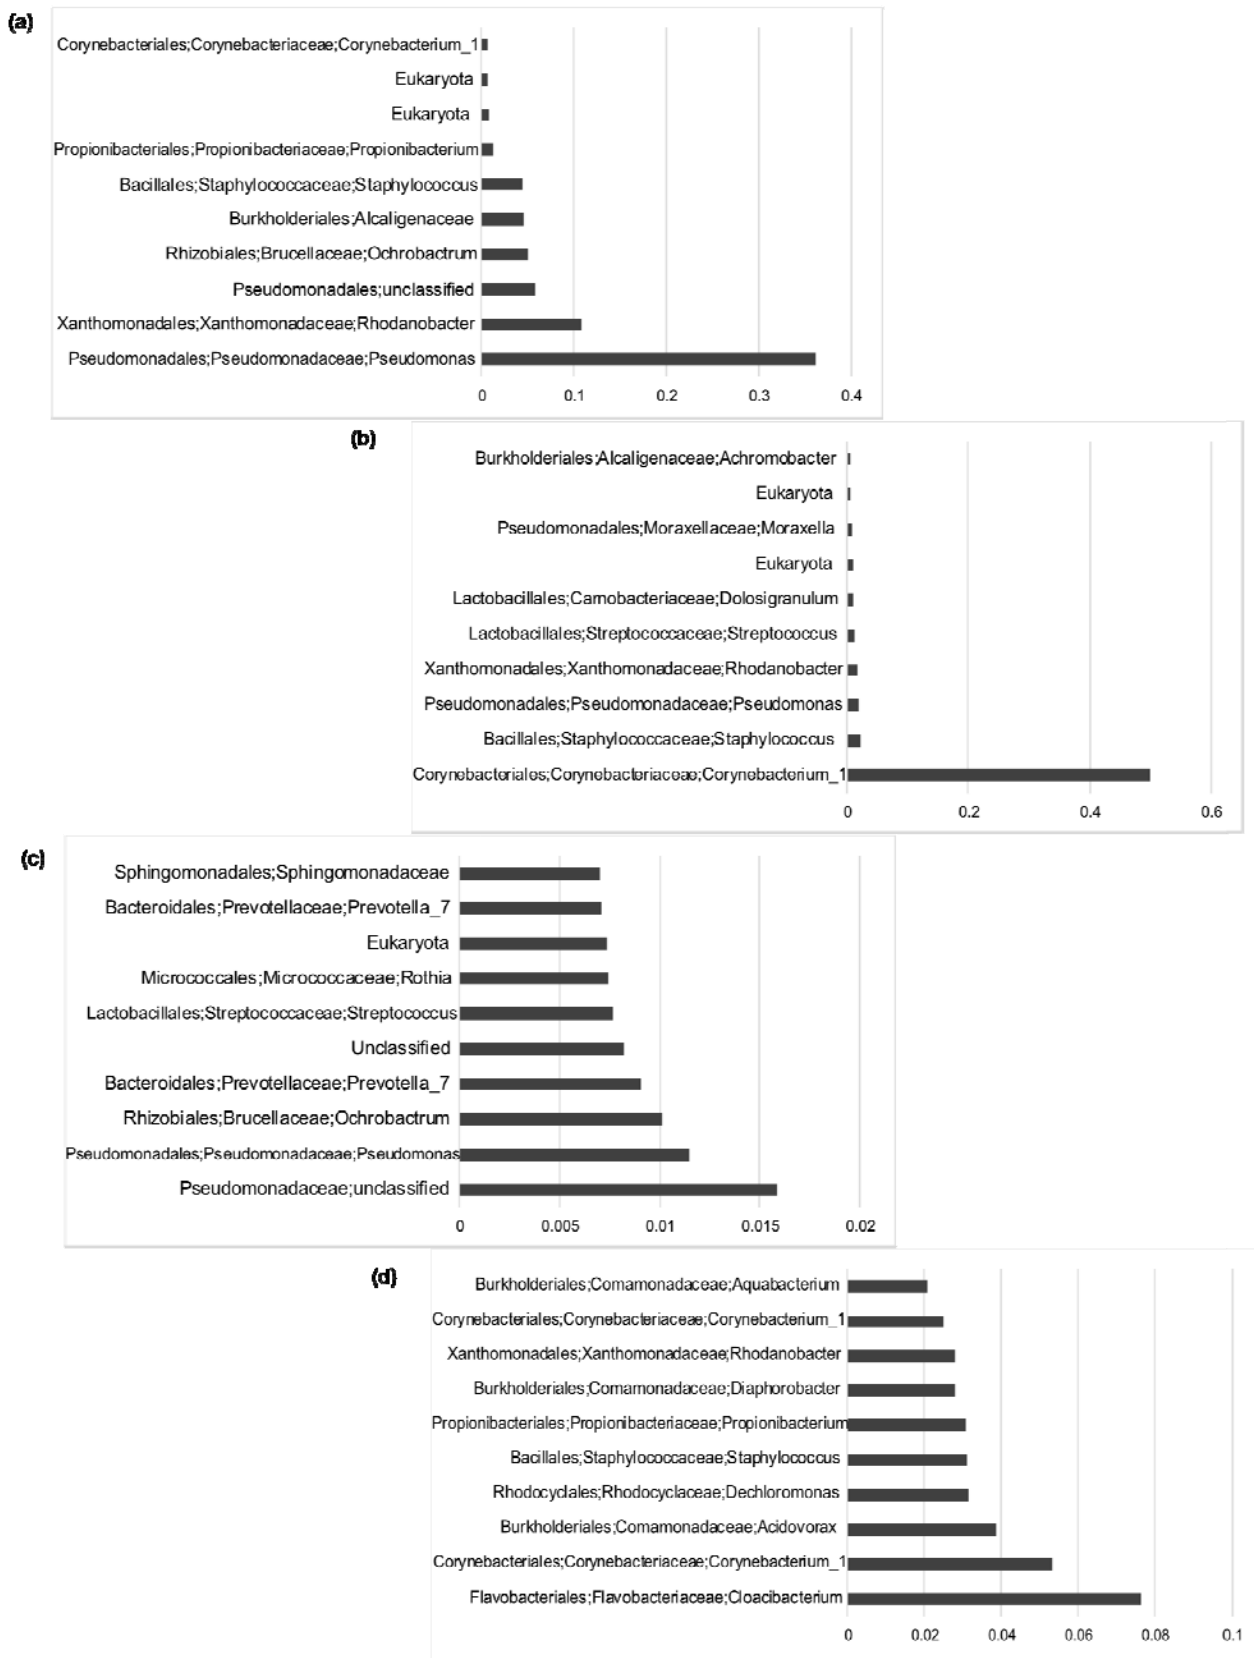 (a)
Corynebacteriales;Corynebacteriaceae;Corynebacterium_1
Eukaryota
Eukaryota
Propionibacteriales;Propionibacteriaceae;Propionibacterium
Bacillales;Staphylococcaceae;Staphylococcus
Burkholderiales;Alcaligenaceae
Rhizobiales;Brucellaceae;Ochrobactrum
Pseudomonadales;unclassified
Xanthomonadales;Xanthomonadaceae;Rhodanobacter
Pseudomonadales;Pseudomonadaceae;Pseudomonas
0 0.1 0.2 0.3 0.4
(b)
Burkholderiales;Alcaligenaceae;Achromobacter
Eukaryota
Pseudomonadales;Moraxellaceae;Moraxella
Eukaryota
Lactobacillales;Carnobacteriaceae;Dolosigranulum
Lactobacillales;Streptococcaceae;Streptococcus
Xanthomonadales;Xanthomonadaceae;Rhodanobacter
Pseudomonadales;Pseudomonadaceae;Pseudomonas
Bacillales;Staphylococcaceae;Staphylococcus
Corynebacteriales;Corynebacteriaceae;Corynebacterium_1
0 0.2 0.4 0.6
(c)
Sphingomonadales;Sphingomonadaceae
Bacteroidales;Prevotellaceae;Prevotella_7
Eukaryota
Micrococcales;Micrococcaceae;Rothia
Lactobacillales;Streptococcaceae;Streptococcus
Unclassified
Bacteroidales;Prevotellaceae;Prevotella_7
Rhizobiales;Brucellaceae;Ochrobactrum
Pseudomonadales;Pseudomonadaceae;Pseudomonas
Pseudomonadaceae;unclassified
0 0.005 0.01 0.015 0.02
(d)
Burkholderiales;Comamonadaceae;Aquabacterium
Corynebacteriales;Corynebacteriaceae;Corynebacterium_1
Xanthomonadales;Xanthomonadaceae;Rhodanobacter
Burkholderiales;Comamonadaceae;Diaphorobacter
Propionibacteriales;Propionibacteriaceae;Propionibacterium
Bacillales;Staphylococcaceae;Staphylococcus
Rhodocyclales;Rhodocyclaceae;Dechloromonas
Burkholderiales;Comamonadaceae;Acidovorax
Corynebacteriales;Corynebacteriaceae;Corynebacterium_1
Flavobacteriales;Flavobacteriaceae;Cloacibacterium
0 0.02 0.04 0.06 0.08 0.1